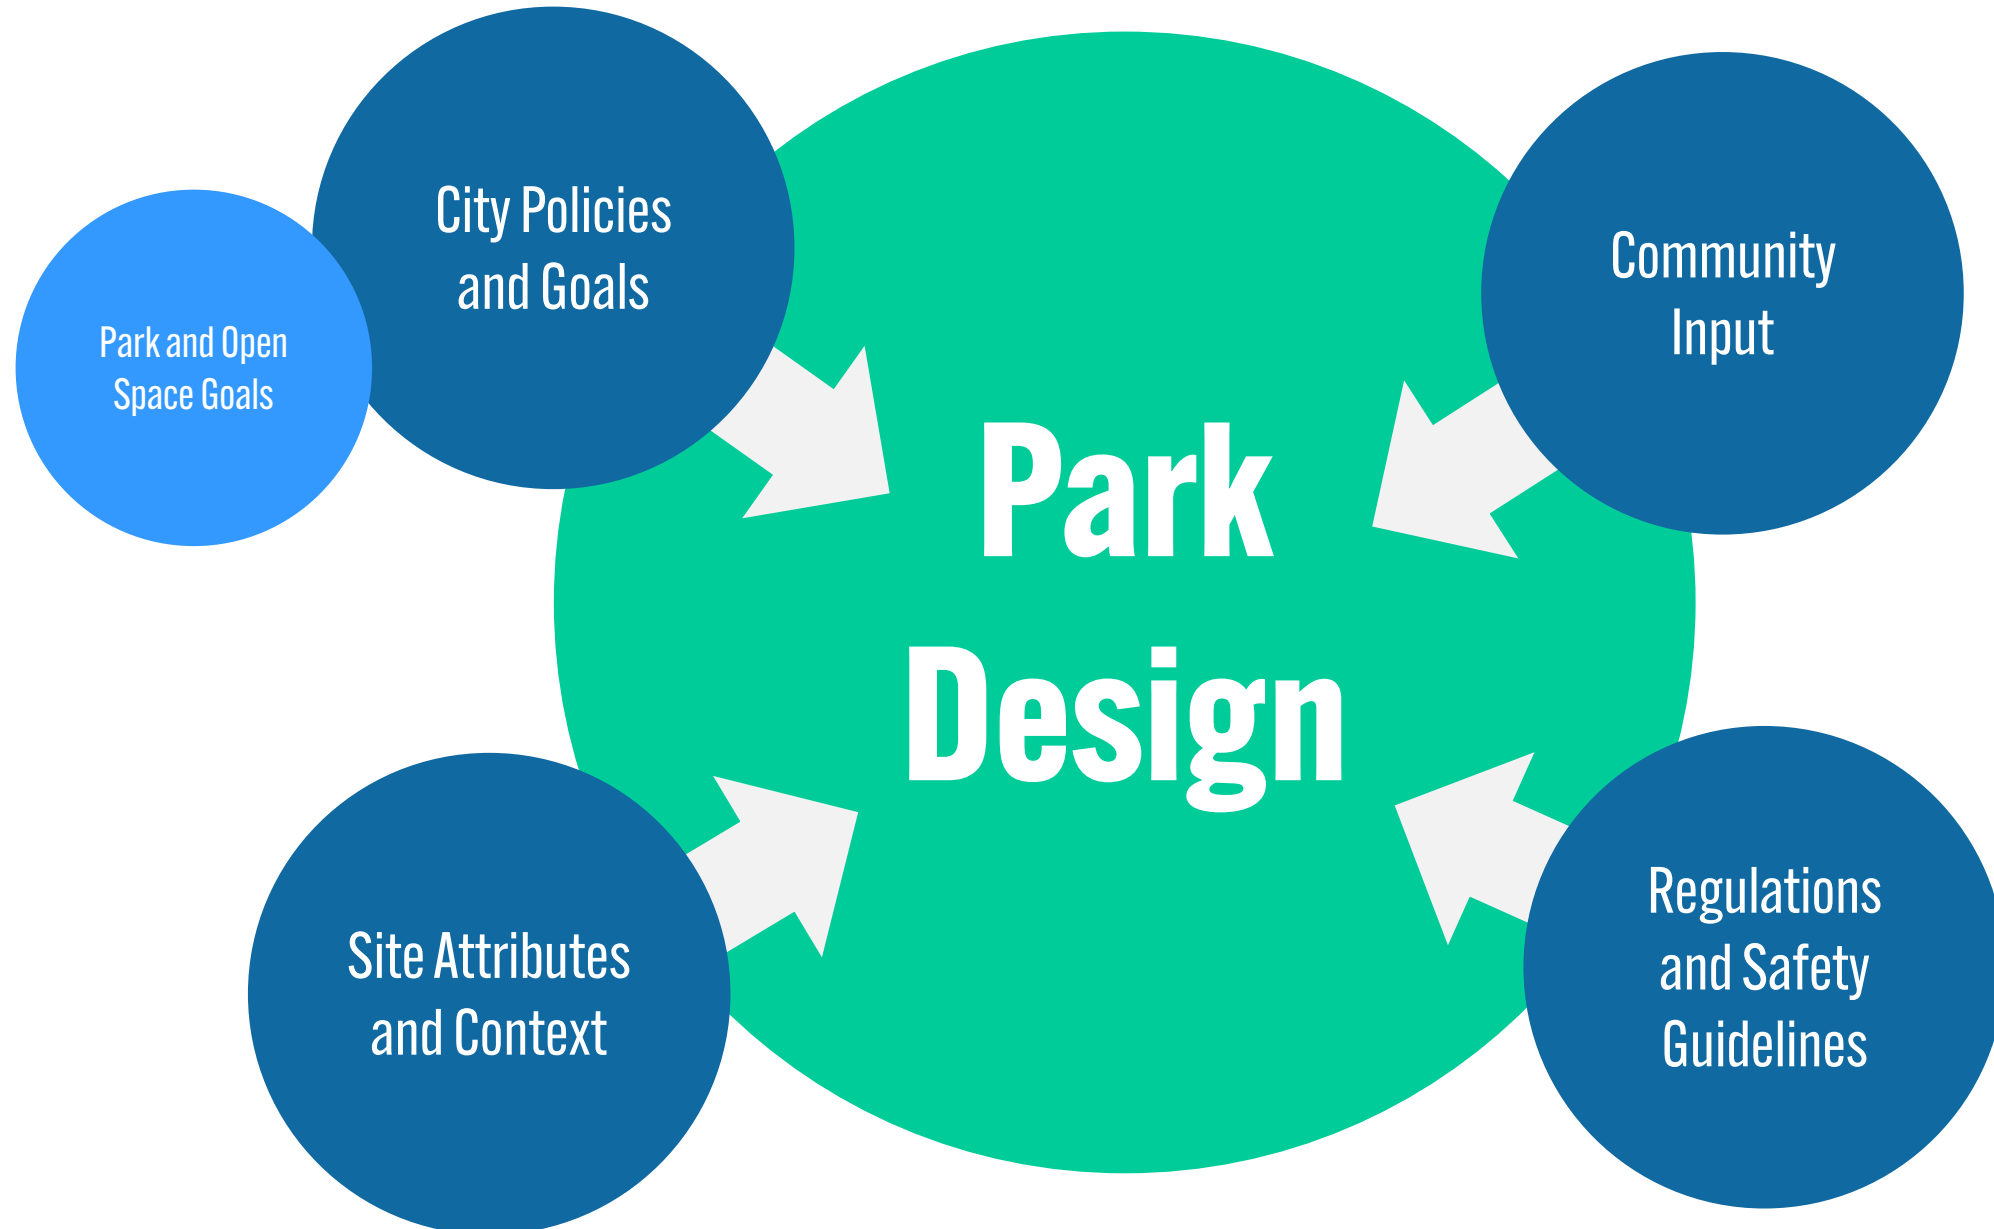 City Policies
and Goals
Community
Input
Park and Open
Space Goals
Park
Design
Site Attributes
and Context
Regulations
and Safety
Guidelines